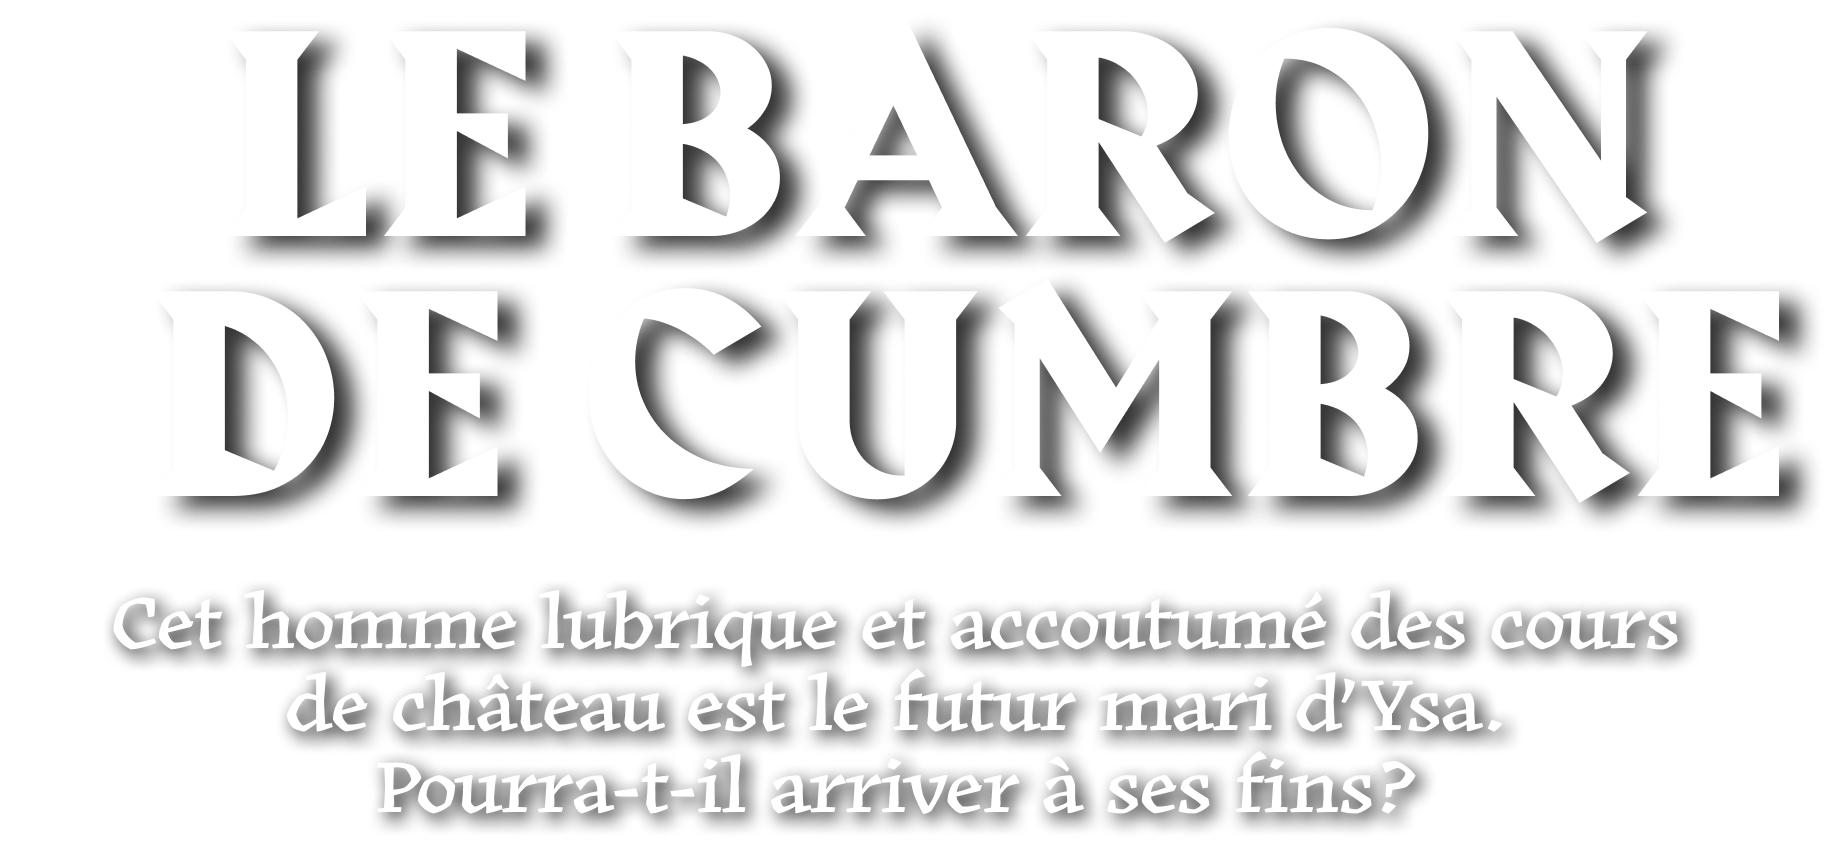 LE BARON
DE CUMBRE
Cet homme lubrique et accoutumé des cours
de château est le futur mari d'Ysa.
Pourra-t-il arriver à ses fins?